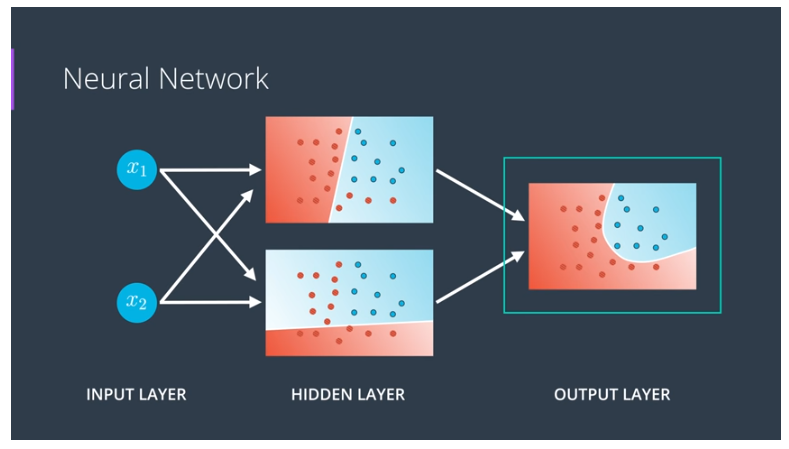 Neural Network
x₁
x₂
INPUT LAYER
HIDDEN LAYER
OUTPUT LAYER